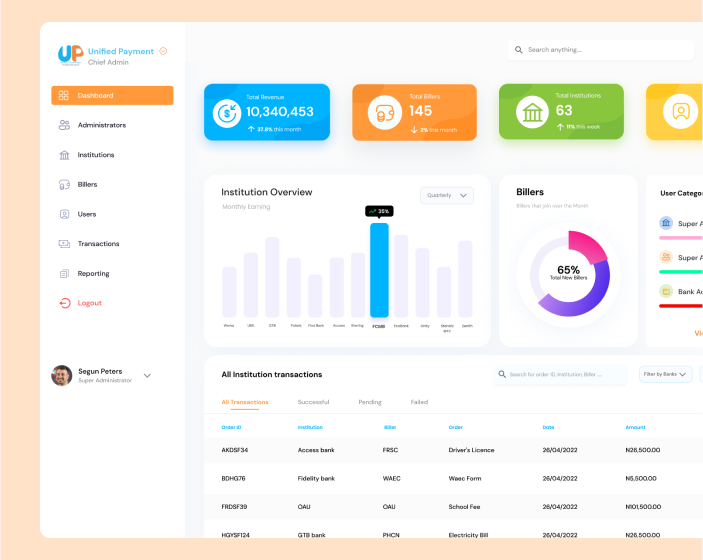 UP
Unified Payment
Chief Admin
Search anything...
Dashboard
Administrators
Institutions
Billers
Users
Transactions
Reporting
Logout
Segun Peters
Super Administrator
Total Revenue
10,340,453
37.8% this month
Total Billers
145
2% this month
Total Institutions
63
11% this week
Institution Overview
Monthly Earning
Quarterly
35%
Wema UBA GTB Polaris First Bank Access Sterling FCMB EcoBank Unity Stanbic IBTC Zenith
Billers
Billers that join over the Month
65%
Total New Billers
User Catego
Super A
Super A
Bank Ac
Vi
All Institution transactions
Search for order ID, Institution, Biller ....
Filter by Banks
All Transactions Successful Pending Failed
Order ID Institution Biller Order Date Amount
AKDSF34 Access bank FRSC Driver's Licence 26/04/2022 N26,500.00
BDHG76 Fidelity bank WAEC Waec Form 26/04/2022 N5,500.00
FRDSF39 OAU OAU School Fee 26/04/2022 N101,500.00
HGYSF124 GTB bank PHCN Electricity Bill 26/04/2022 N26,500.00